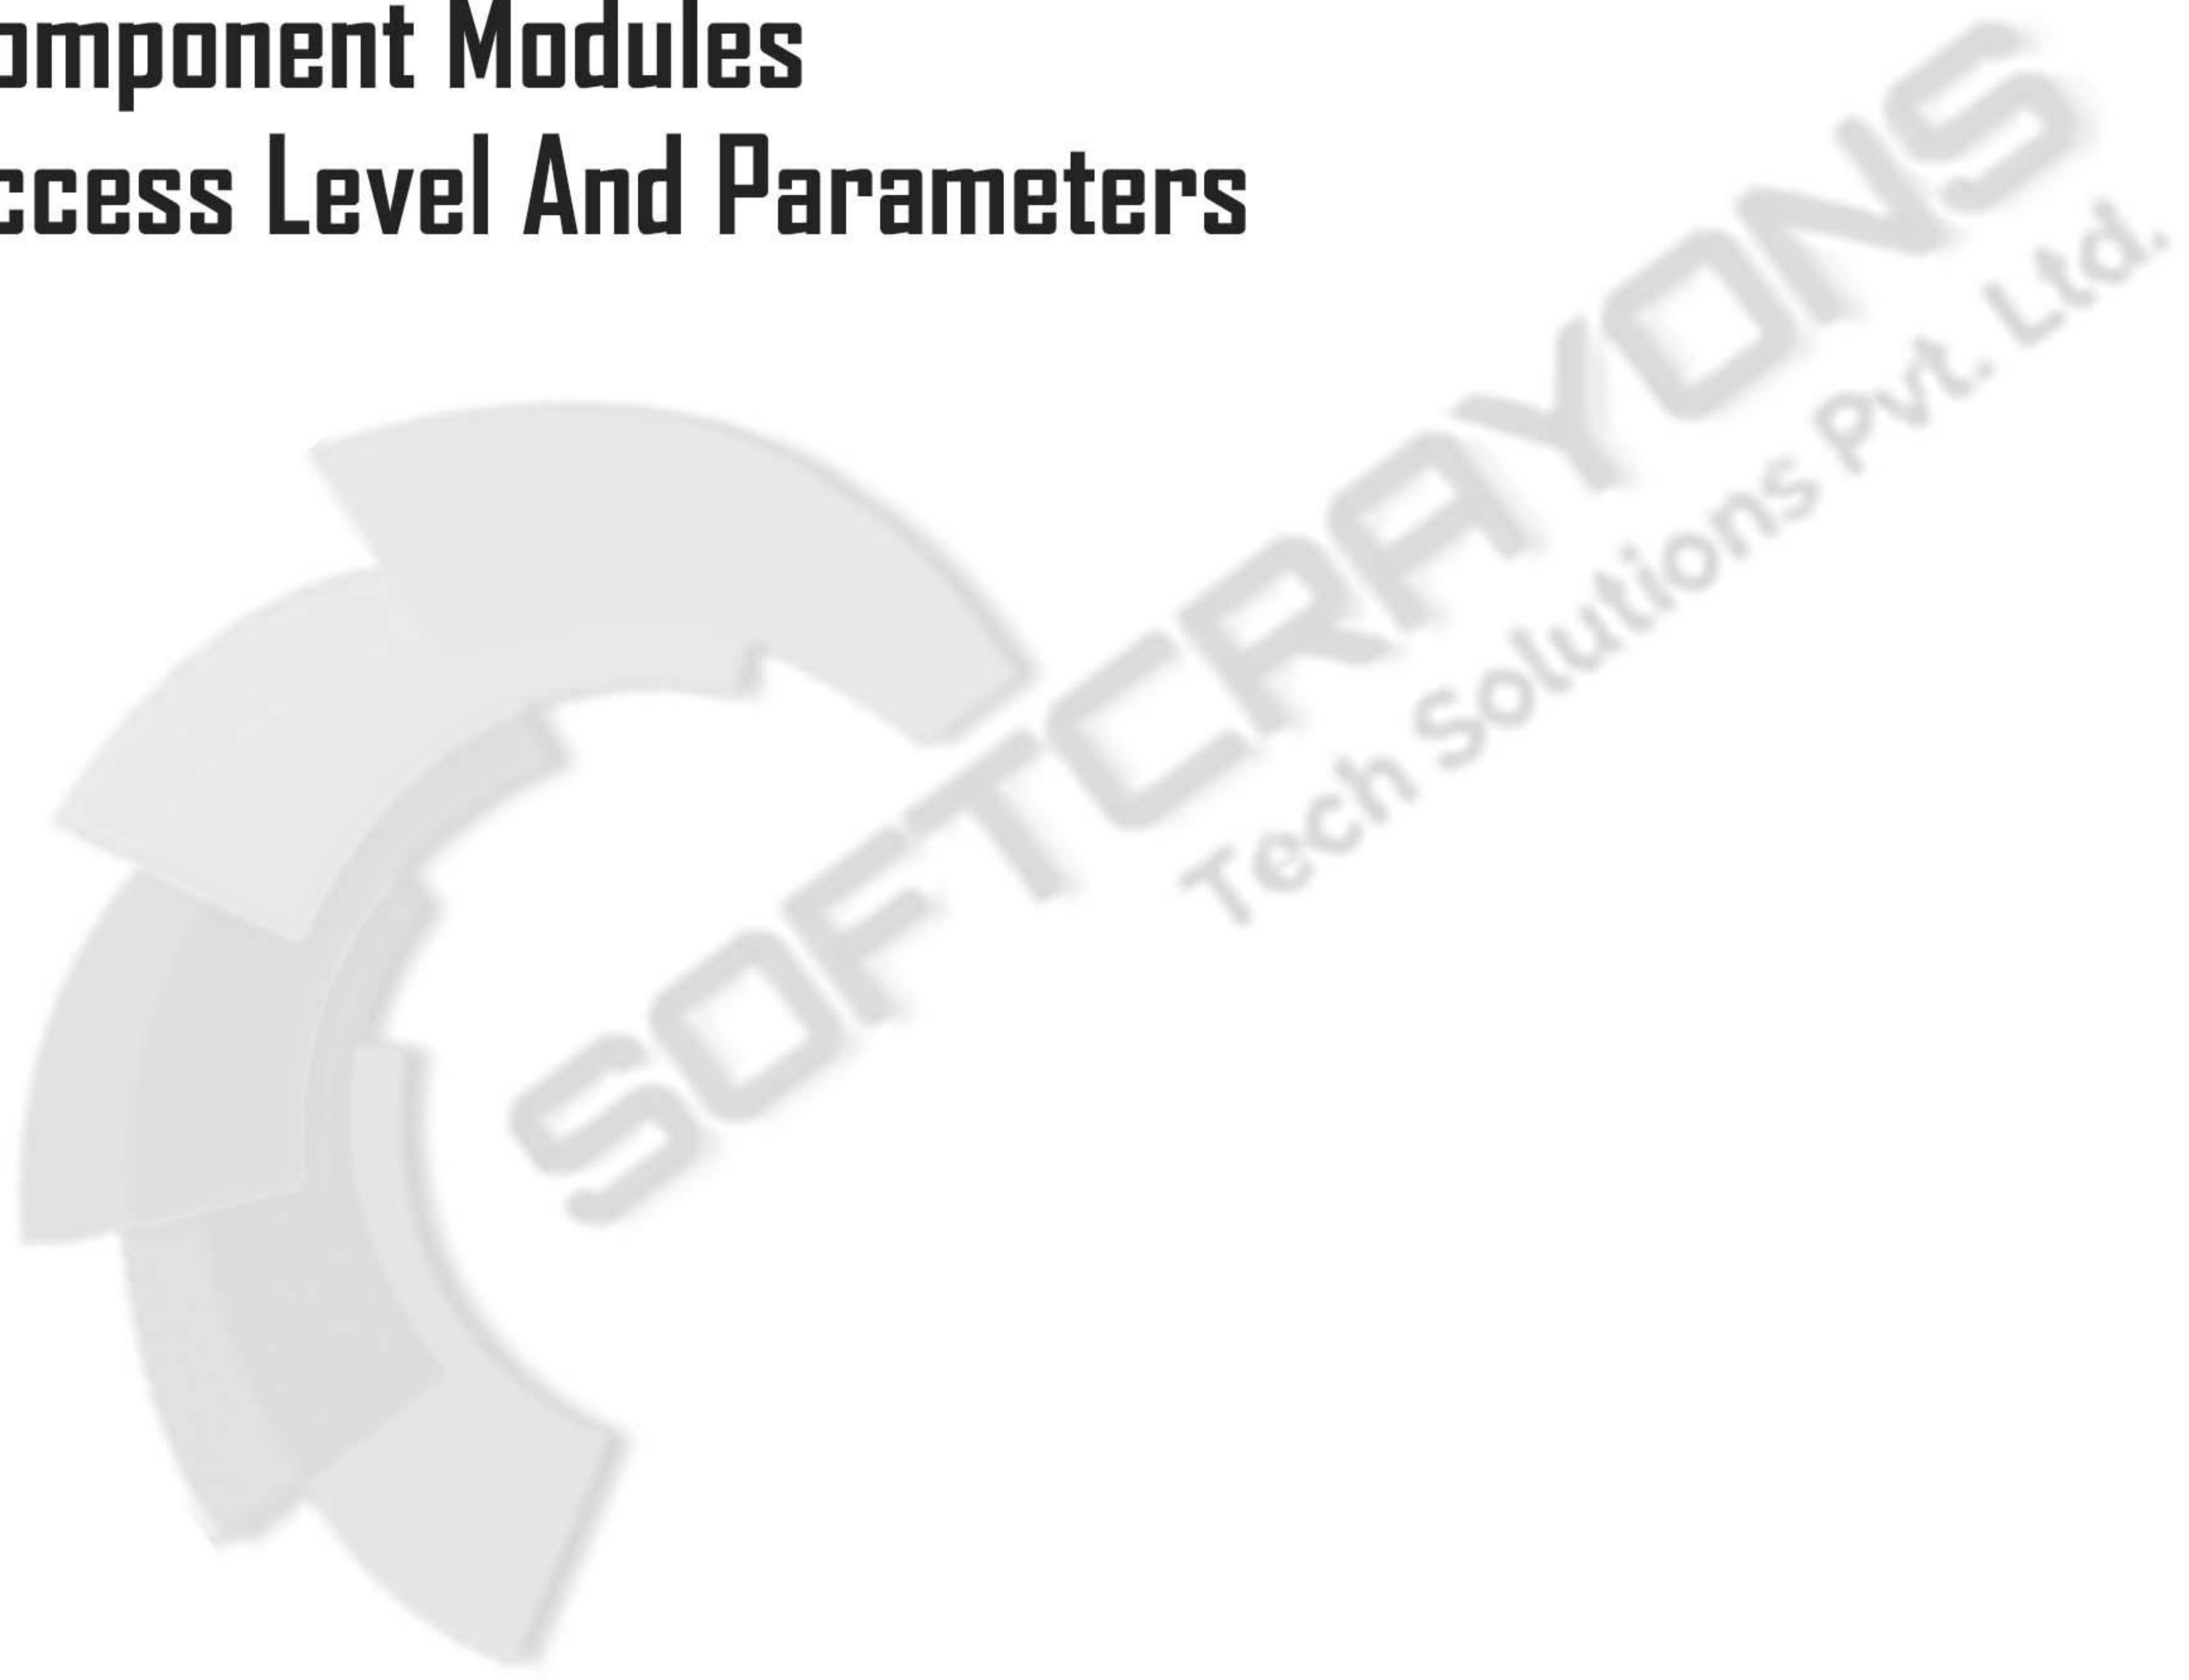 omponent Modules
ccess Level And Parameters
SOFTCRAYONS
Tech Solutions Pvt. Ltd.